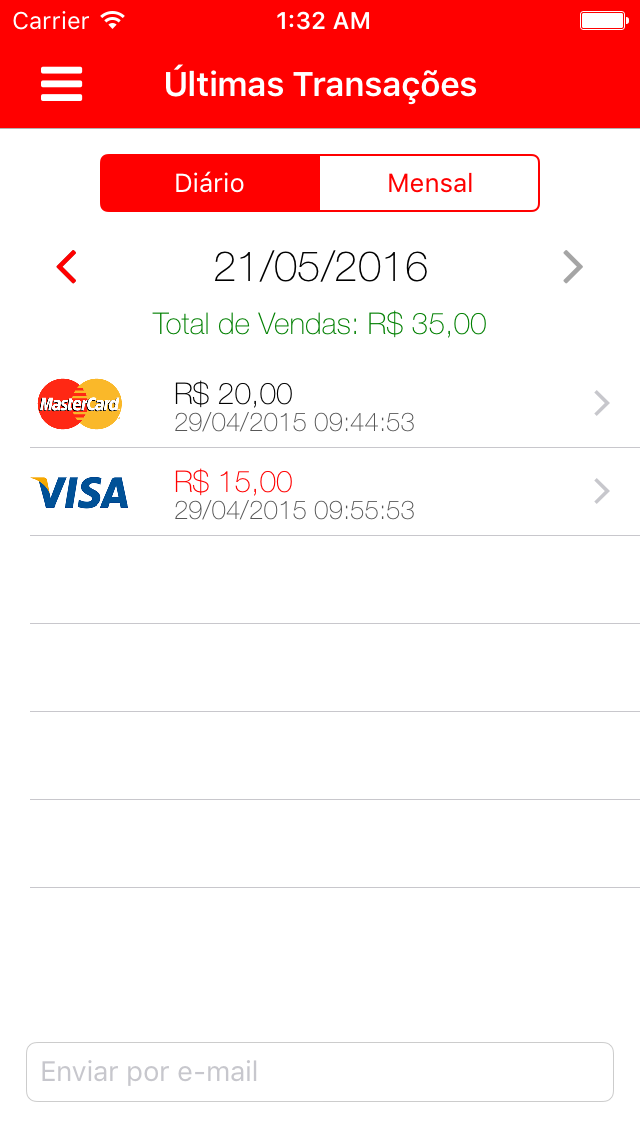 Carrier 1:32 AM
Últimas Transações
Diário Mensal
21/05/2016
Total de Vendas: R$ 35,00
MasterCard R$ 20,00
29/04/2015 09:44:53
VISA R$ 15,00
29/04/2015 09:55:53
Enviar por e-mail